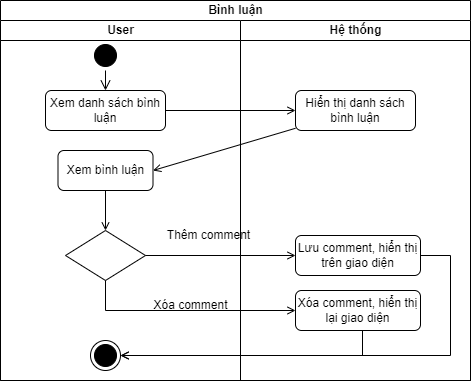 Bình luận
User
Hệ thống
Xem danh sách bình
luận
Hiển thị danh sách
bình luận
Xem bình luận
Thêm comment
Lưu comment, hiển thị
trên giao diện
Xóa comment
Xóa comment, hiển thị
lại giao diện